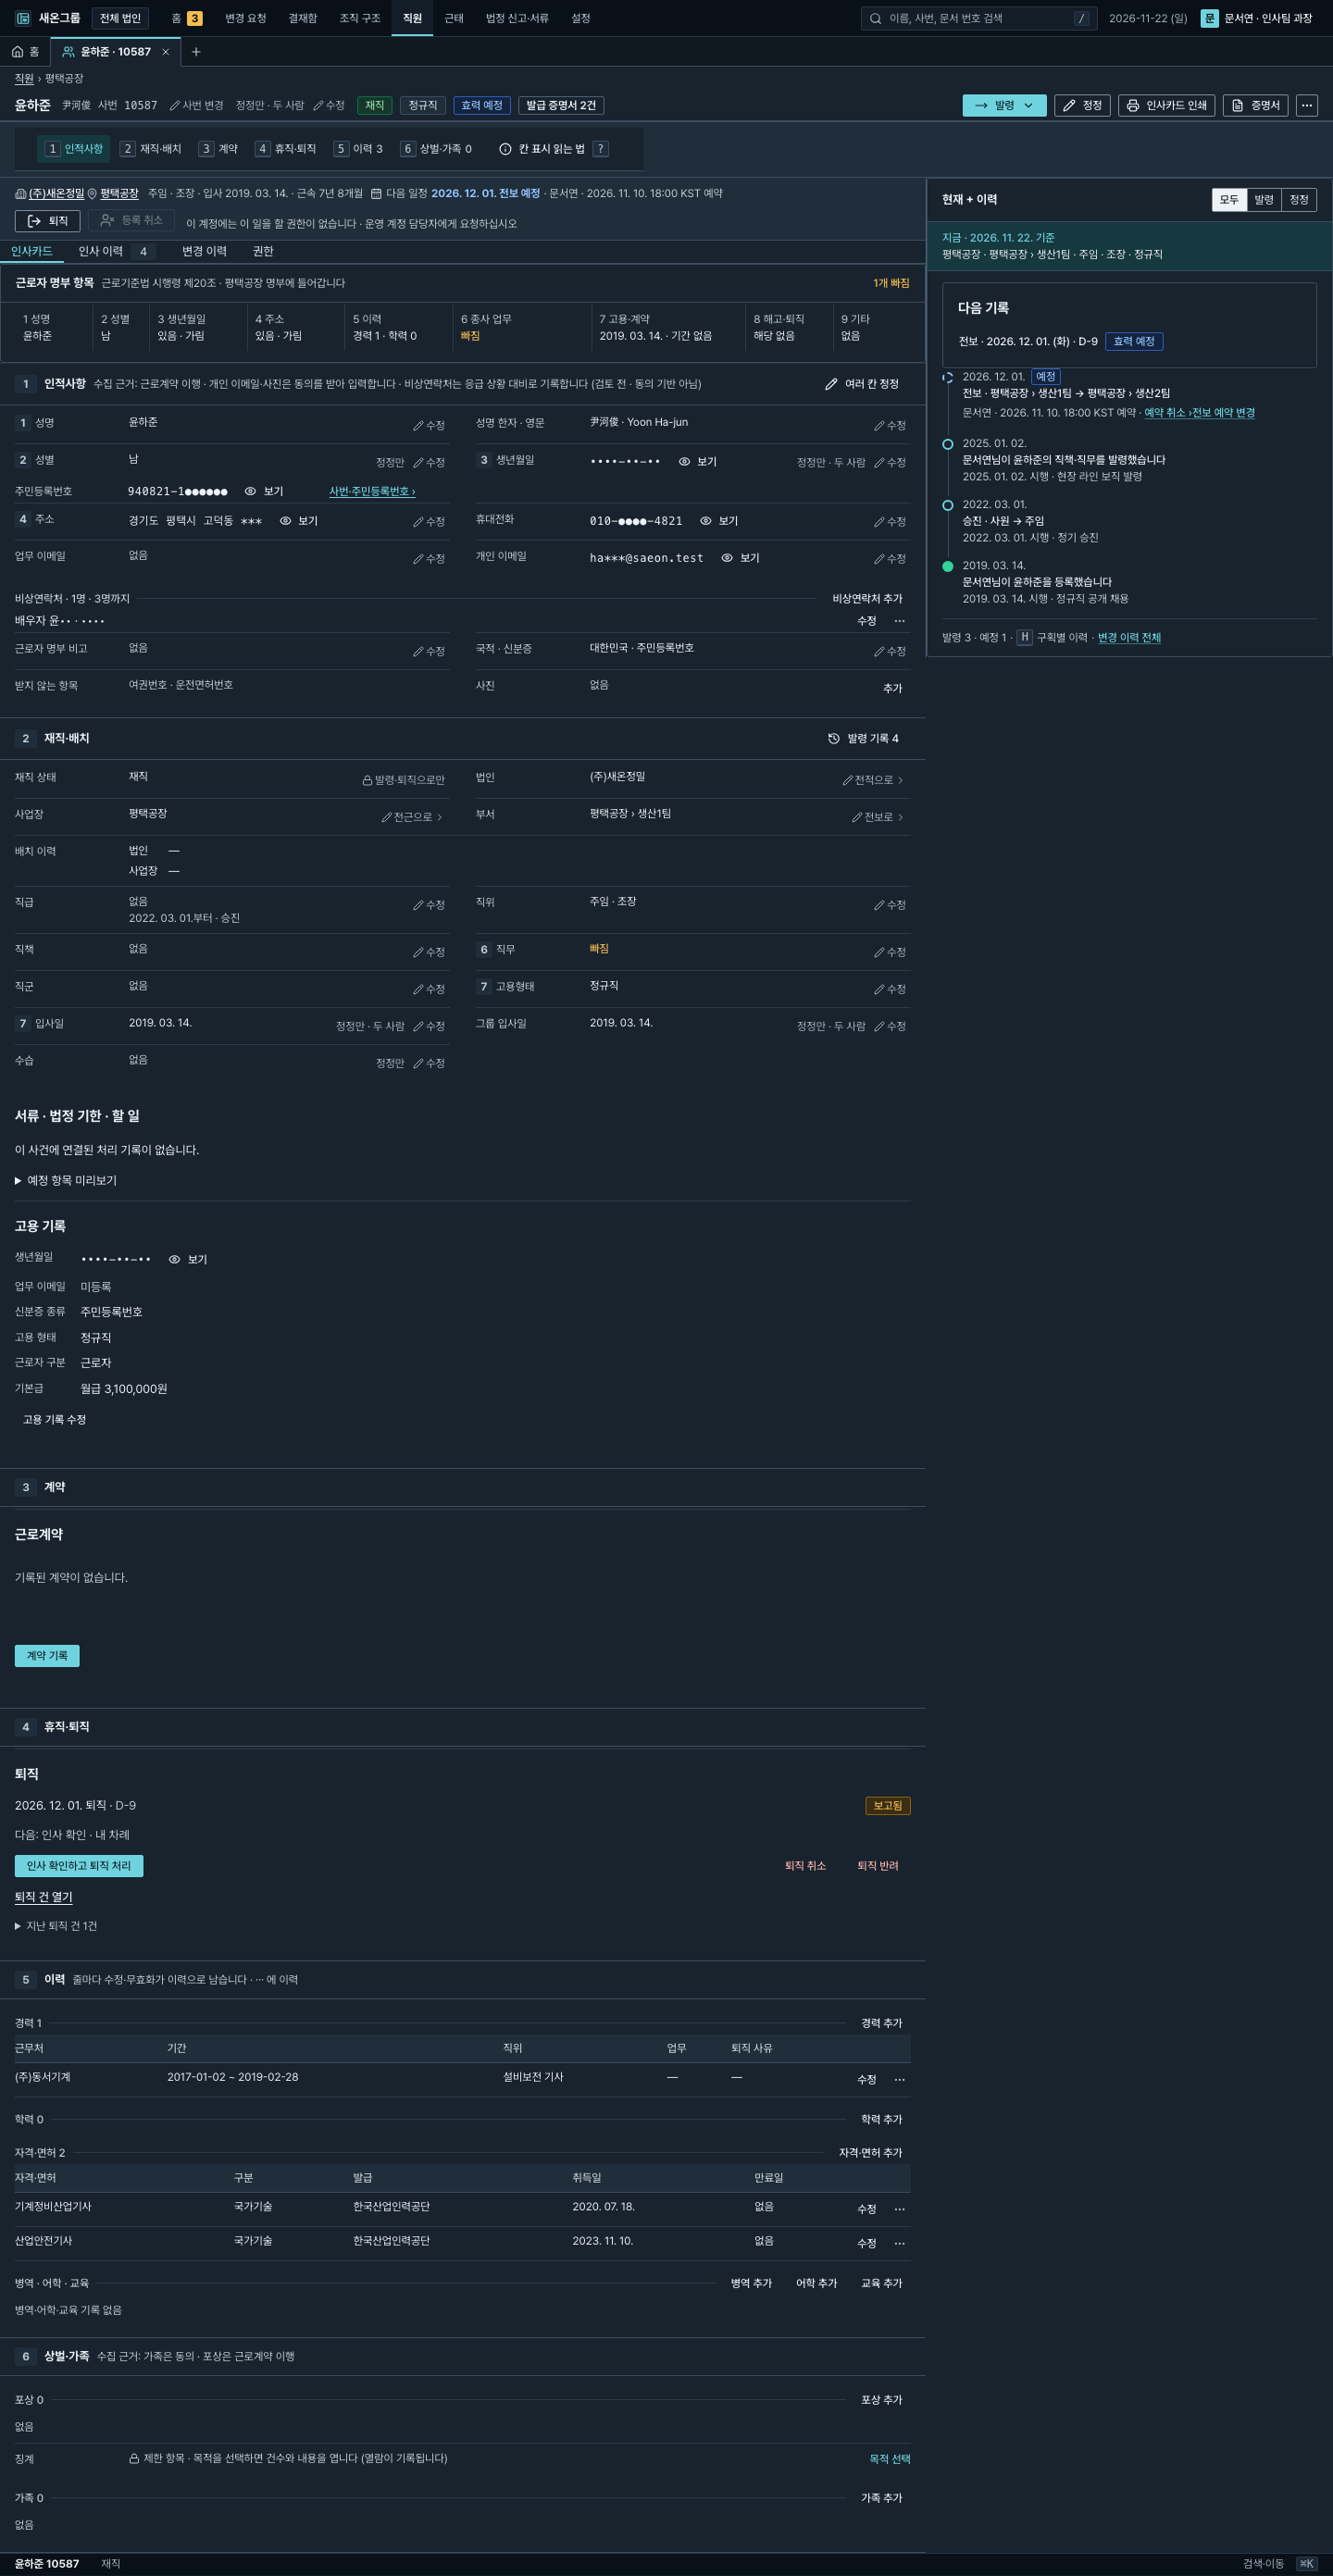 새온그룹 전체 법인 홈 3 변경 요청 결재함 조직 구조 직원 근태 법정 신고·서류 설정 이름, 사번, 문서 번호 검색 / 2026-11-22 (일) 문 문서연 · 인사팀 과장
홈 윤하준 · 10587 × +
직원 › 평택공장
윤하준 尹河俊 사번 10587 사번 변경 정정만 · 두 사람 수정 재직 정규직 효력 예정 발급 증명서 2건 발령 정정 인사카드 인쇄 증명서 ···
1 인적사항 2 재직·배치 3 계약 4 휴직·퇴직 5 이력 3 6 상벌·가족 0 칸 표시 읽는 법 ?
(주)새온정밀 평택공장 주임 · 조장 · 입사 2019. 03. 14. · 근속 7년 8개월 다음 일정 2026. 12. 01. 전보 예정 · 문서연 · 2026. 11. 10. 18:00 KST 예약
퇴직 등록 취소 이 계정에는 이 일을 할 권한이 없습니다 · 운영 계정 담당자에게 요청하십시오
인사카드 인사 이력 4 변경 이력 권한
근로자 명부 항목 근로기준법 시행령 제20조 · 평택공장 명부에 들어갑니다 1개 빠짐
1 성명 2 성별 3 생년월일 4 주소 5 이력 6 종사 업무 7 고용·계약 8 해고·퇴직 9 기타
윤하준 남 있음 · 가림 있음 · 가림 경력 1 · 학력 0 빠짐 2019. 03. 14. · 기간 없음 해당 없음 없음
1 인적사항 수집 근거: 근로계약 이행 · 개인 이메일·사진은 동의를 받아 입력합니다 · 비상연락처는 응급 상황 대비로 기록합니다 (검토 전 · 동의 기반 아님) 여러 칸 정정
1 성명 윤하준 수정 성명 한자 · 영문 尹河俊 · Yoon Ha-jun 수정
2 성별 남 정정만 수정 3 생년월일 ••••-••-•• 보기 정정만 · 두 사람 수정
주민등록번호 940821-1●●●●●● 보기 사번·주민등록번호 ›
4 주소 경기도 평택시 고덕동 *** 보기 수정 휴대전화 010-●●●●-4821 보기 수정
업무 이메일 없음 수정 개인 이메일 ha***@saeon.test 보기 수정
비상연락처 · 1명 · 3명까지 비상연락처 추가
배우자 윤•• · •••• 수정 ···
근로자 명부 비고 없음 수정 국적 · 신분증 대한민국 · 주민등록번호 수정
받지 않는 항목 여권번호 · 운전면허번호 사진 없음 추가
2 재직·배치 발령 기록 4
재직 상태 재직 발령·퇴직으로만 법인 (주)새온정밀 전적으로 ›
사업장 평택공장 전근으로 › 부서 평택공장 › 생산1팀 전보로 ›
배치 이력 법인 —
사업장 —
직급 없음 수정 직위 주임 · 조장 수정
2022. 03. 01.부터 · 승진
직책 없음 수정 6 직무 빠짐 수정
직군 없음 수정 7 고용형태 정규직 수정
7 입사일 2019. 03. 14. 정정만 · 두 사람 수정 그룹 입사일 2019. 03. 14. 정정만 · 두 사람 수정
수습 없음 정정만 수정
서류 · 법정 기한 · 할 일
이 사건에 연결된 처리 기록이 없습니다.
▶ 예정 항목 미리보기
고용 기록
생년월일 ••••-••-•• 보기
업무 이메일 미등록
신분증 종류 주민등록번호
고용 형태 정규직
근로자 구분 근로자
기본급 월급 3,100,000원
고용 기록 수정
3 계약
근로계약
기록된 계약이 없습니다.
계약 기록
4 휴직·퇴직
퇴직
2026. 12. 01. 퇴직 · D-9 보고됨
다음: 인사 확인 · 내 차례
인사 확인하고 퇴직 처리 퇴직 취소 퇴직 반려
퇴직 건 열기
▶ 지난 퇴직 건 1건
5 이력 줄마다 수정·무효화가 이력으로 남습니다 · ··· 에 이력
경력 1 경력 추가
근무처 기간 직위 업무 퇴직 사유
(주)동서기계 2017-01-02 ~ 2019-02-28 설비보전 기사 — — 수정 ···
학력 0 학력 추가
자격·면허 2 자격·면허 추가
자격·면허 구분 발급 취득일 만료일
기계정비산업기사 국가기술 한국산업인력공단 2020. 07. 18. 없음 수정 ···
산업안전기사 국가기술 한국산업인력공단 2023. 11. 10. 없음 수정 ···
병역 · 어학 · 교육 병역 추가 어학 추가 교육 추가
병역·어학·교육 기록 없음
6 상벌·가족 수집 근거: 가족은 동의 · 포상은 근로계약 이행
포상 0 포상 추가
없음
징계 제한 항목 · 목적을 선택하면 건수와 내용을 엽니다 (열람이 기록됩니다) 목적 선택
가족 0 가족 추가
없음
현재 + 이력 모두 발령 정정
지금 · 2026. 11. 22. 기준
평택공장 · 평택공장 › 생산1팀 · 주임 · 조장 · 정규직
다음 기록
전보 · 2026. 12. 01. (화) · D-9 효력 예정
2026. 12. 01. 예정
전보 · 평택공장 › 생산1팀 → 평택공장 › 생산2팀
문서연 · 2026. 11. 10. 18:00 KST 예약 · 예약 취소 ›전보 예약 변경
2025. 01. 02.
문서연님이 윤하준의 직책·직무를 발령했습니다
2025. 01. 02. 시행 · 현장 라인 보직 발령
2022. 03. 01.
승진 · 사원 → 주임
2022. 03. 01. 시행 · 정기 승진
2019. 03. 14.
문서연님이 윤하준을 등록했습니다
2019. 03. 14. 시행 · 정규직 공개 채용
발령 3 · 예정 1 · H 구획별 이력 · 변경 이력 전체
윤하준 10587 재직 검색·이동 ⌘K